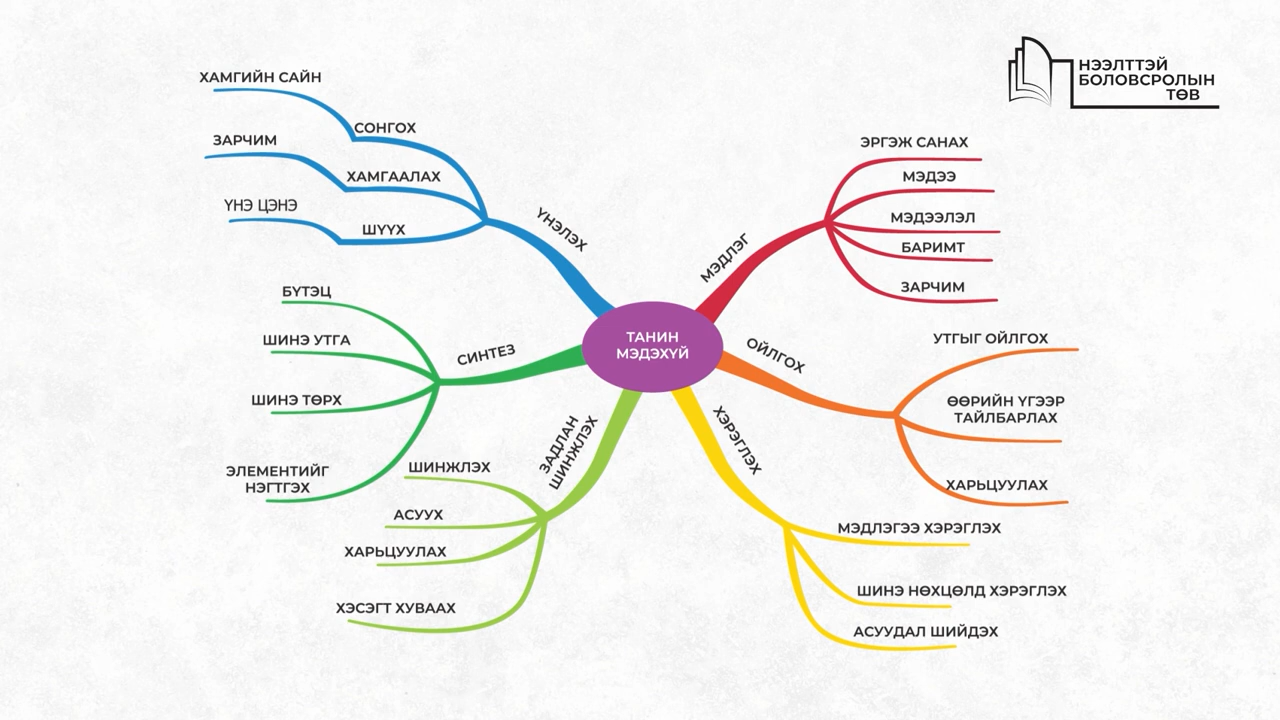 НЭЭЛТТЭЙ
БОЛОВСРОЛЫН
ТӨВ
ТАНИН
МЭДЭХҮЙ
МЭДЛЭГ
ЭРГЭЖ САНАХ
МЭДЭЭ
МЭДЭЭЛЭЛ
БАРИМТ
ЗАРЧИМ
ОЙЛГОХ
УТГЫГ ОЙЛГОХ
ӨӨРИЙН ҮГЭЭР
ТАЙЛБАРЛАХ
ХАРЬЦУУЛАХ
ХЭРЭГЛЭХ
МЭДЛЭГЭЭ ХЭРЭГЛЭХ
ШИНЭ НӨХЦӨЛД ХЭРЭГЛЭХ
АСУУДАЛ ШИЙДЭХ
ЗАДЛАН
ШИНЖЛЭХ
ШИНЖЛЭХ
АСУУХ
ХАРЬЦУУЛАХ
ХЭСЭГТ ХУВААХ
СИНТЕЗ
БҮТЭЦ
ШИНЭ УТГА
ШИНЭ ТӨРХ
ЭЛЕМЕНТИЙГ
НЭГТГЭХ
ҮНЭЛЭХ
ХАМГИЙН САЙН
СОНГОХ
ЗАРЧИМ
ХАМГААЛАХ
ҮНЭ ЦЭНЭ
ШҮҮХ